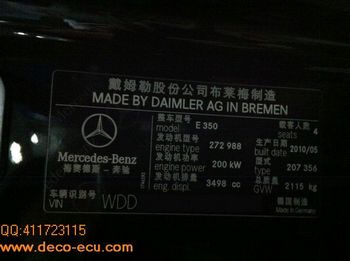 戴姆勒股份公司布莱梅制造
MADE BY DAIMLER AG IN BREMEN
整车型号 model E 350
载客人数 seats 4
发动机型号 engine type 272 988
生产日期 built date 2010/05
发动机功率 engine power 200 kW
型式 type 207 356
发动机排量 eng. displ. 3498 cc
总质量 GVW 2115 kg
Mercedes-Benz
梅赛德斯-奔驰
车辆识别号 VIN WDD
德国制造
Made in Germany
QQ:411723115
www.deco-ecu.com